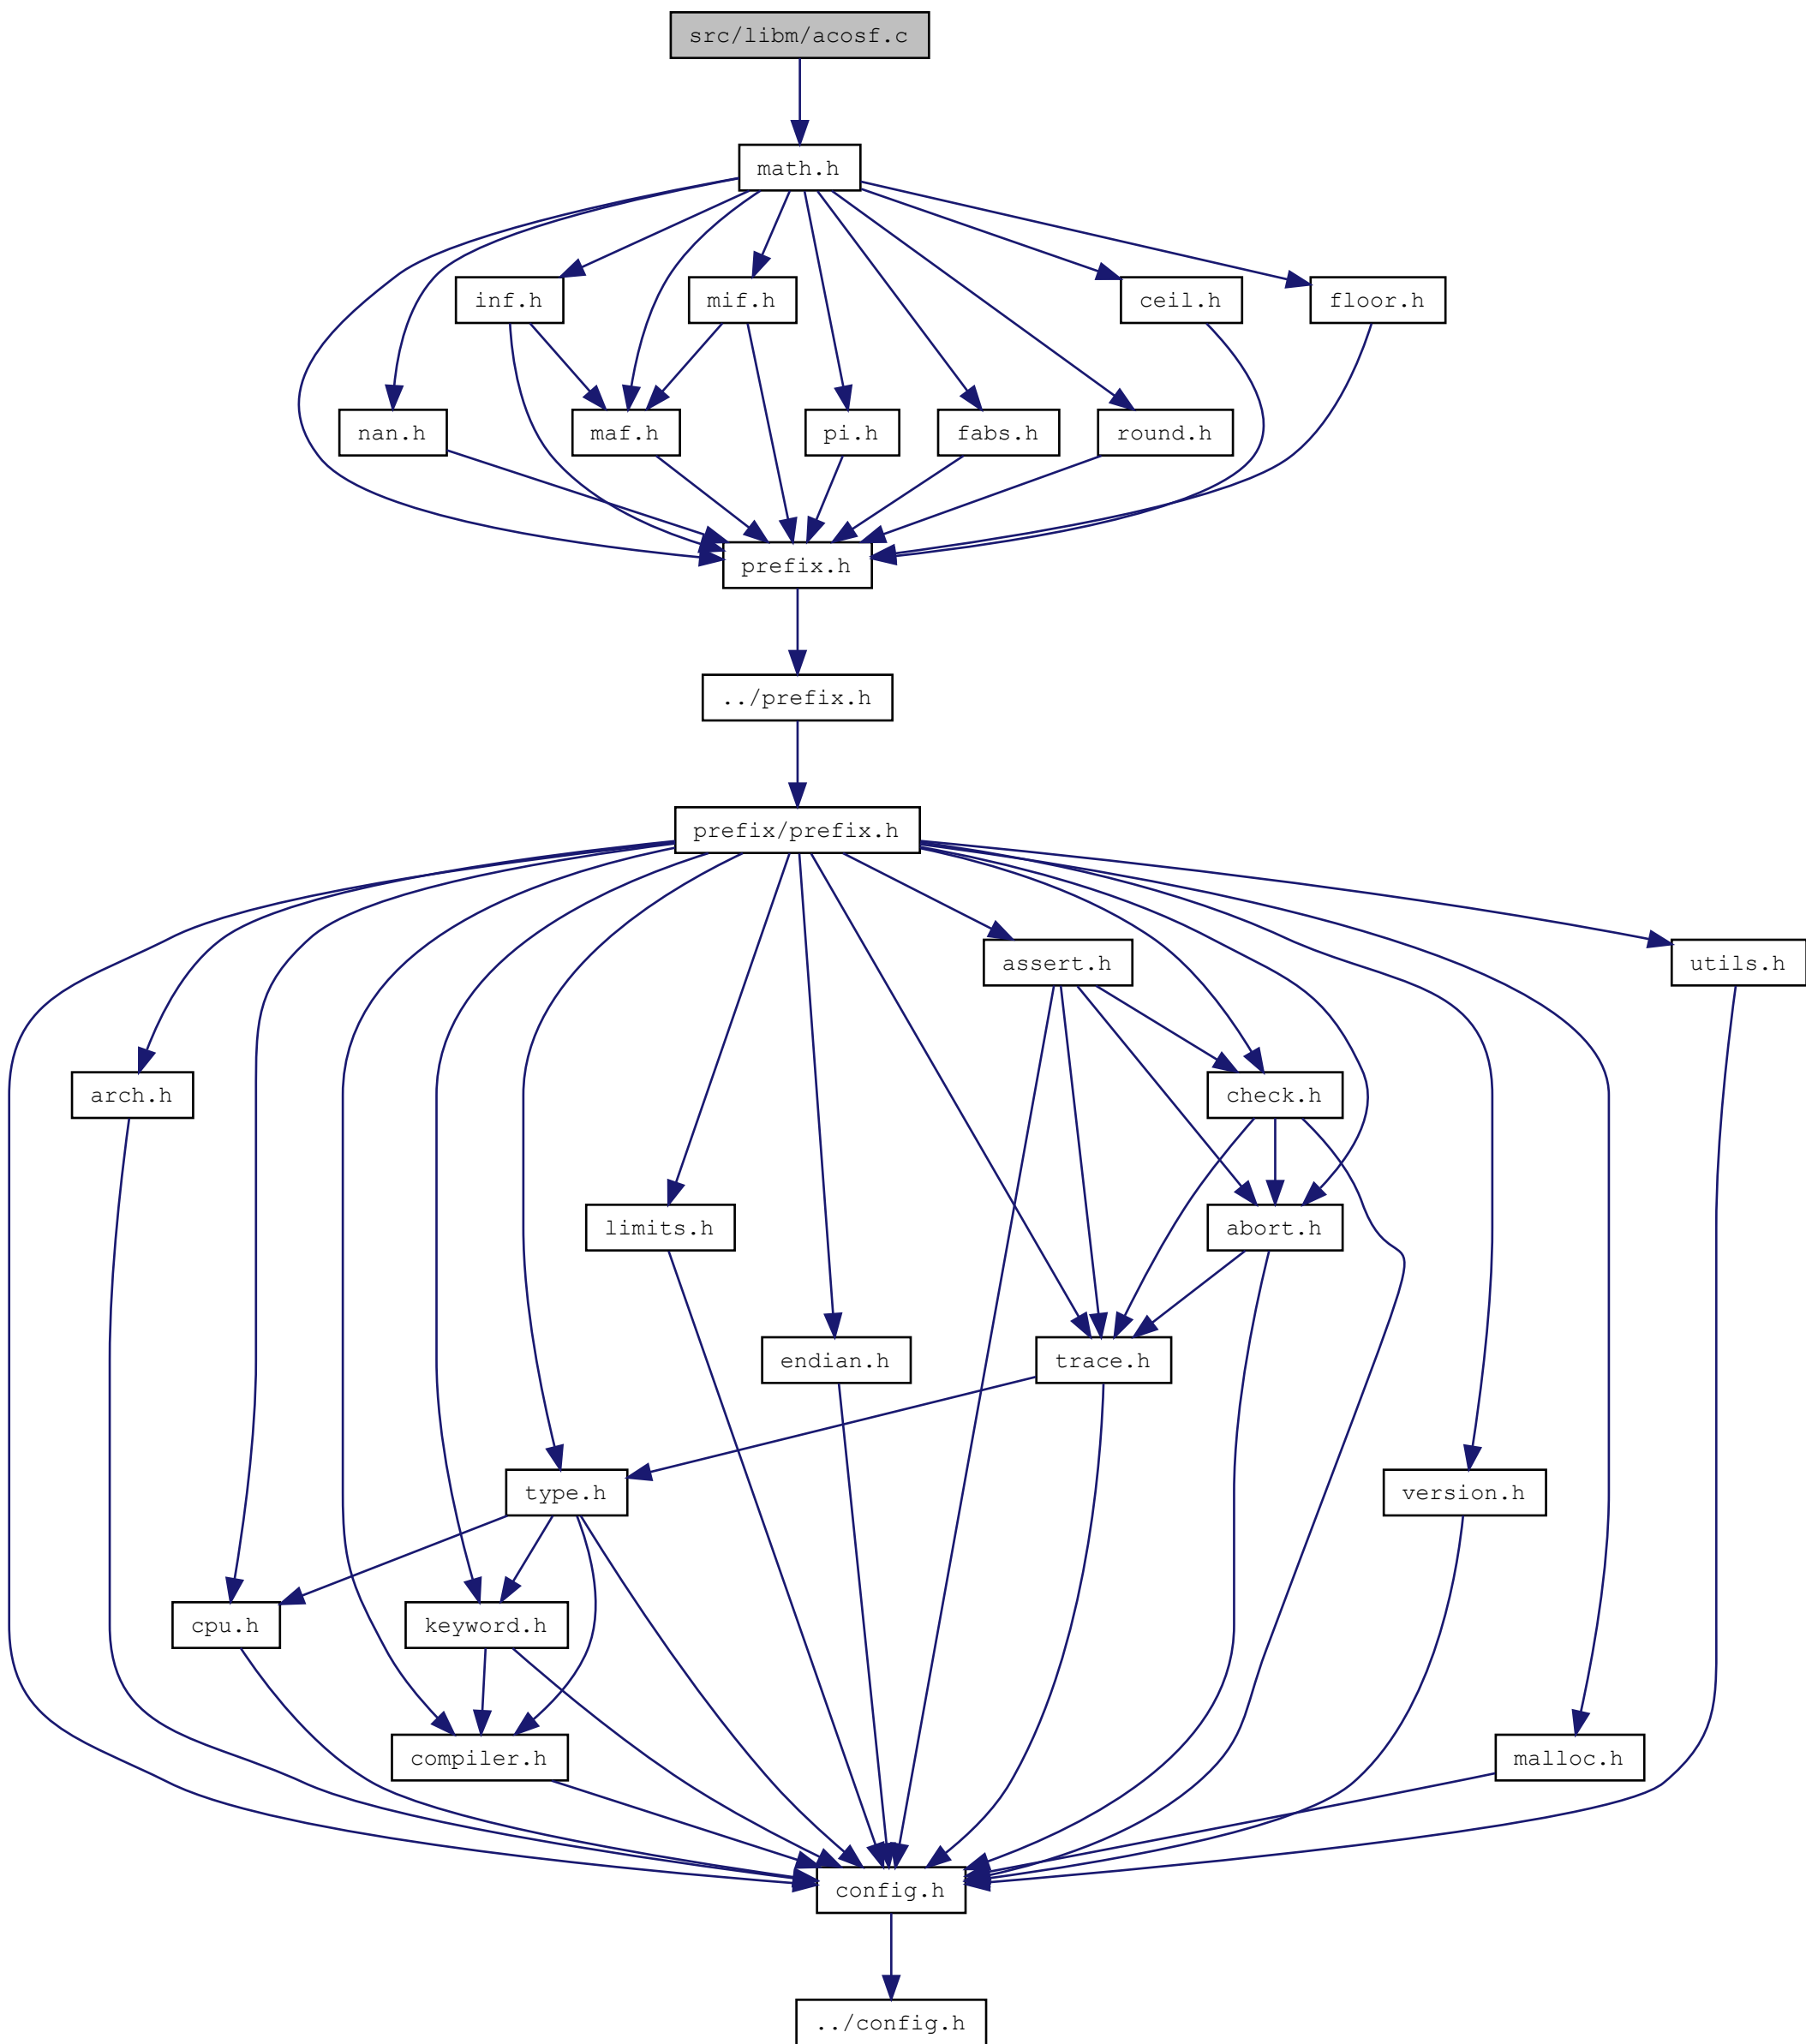 src/libm/acosf.c
math.h
inf.h
mif.h
ceil.h
floor.h
nan.h
maf.h
pi.h
fabs.h
round.h
prefix.h
../prefix.h
prefix/prefix.h
assert.h
utils.h
arch.h
check.h
limits.h
abort.h
endian.h
trace.h
type.h
version.h
cpu.h
keyword.h
compiler.h
malloc.h
config.h
../config.h